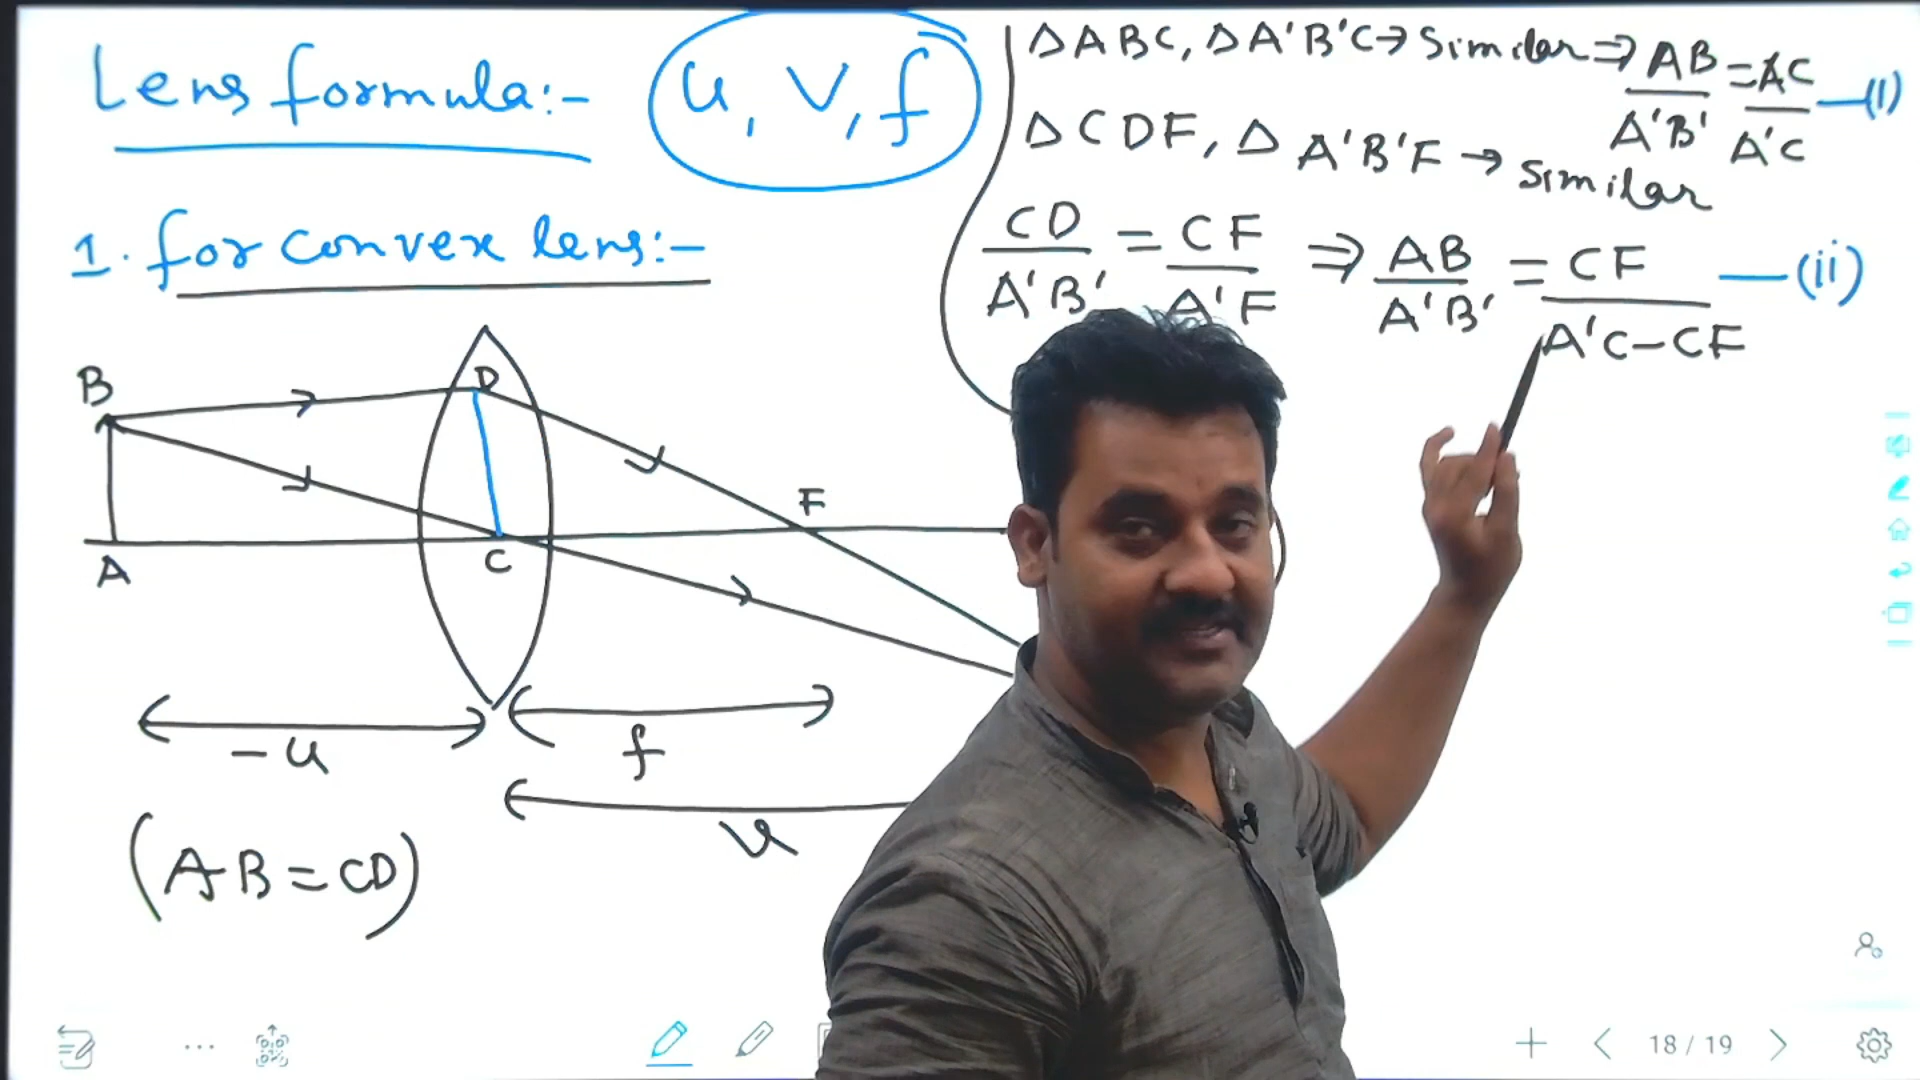 Lens formula:-
u, v, f
1. for convex lens:-
ΔABC, ΔA'B'C → Similar ⇒ AB/A'B' = AC/A'C —(i)
ΔCDF, ΔA'B'F → Similar
CD/A'B' = CF/A'F ⇒ AB/A'B' = CF/A'C-CF —(ii)
B
D
F
A
C
-u
f
v
(AB=CD)
18 / 19